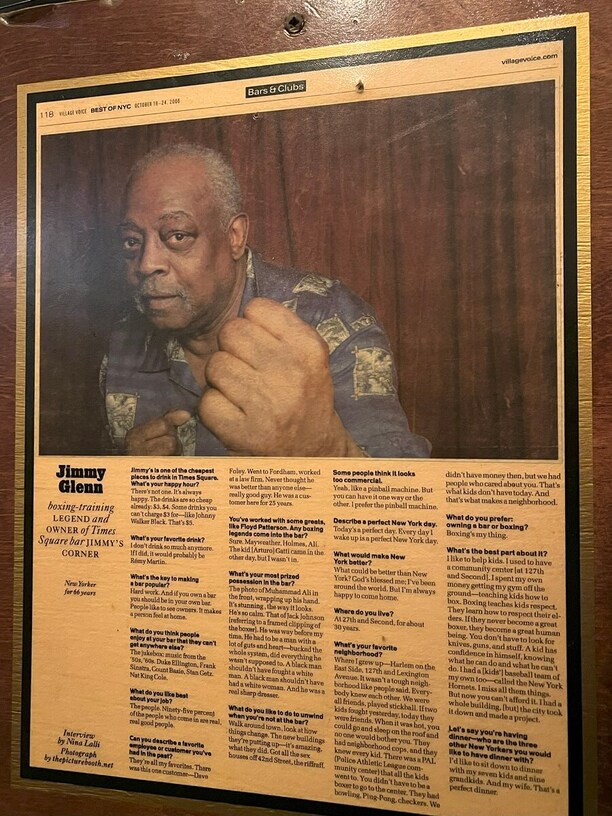 villagevoice.com
Bars & Clubs
118 VILLAGE VOICE BEST OF NYC OCTOBER 18-24, 2006
Jimmy
Glenn
boxing-training
LEGEND and
OWNER of Times
Square bar JIMMY'S
CORNER
New Yorker
for 66 years
Interview
by Nina Lalli
Photograph
by thepicturebooth.net
Jimmy's is one of the cheapest
places to drink in Times Square.
What's your happy hour?
There's not one. It's always
happy. The drinks are so cheap
already: $3, $4. Some drinks you
can't charge $3 for—like Johnny
Walker Black. That's $5.
What's your favorite drink?
I don't drink so much anymore.
If I did, it would probably be
Rémy Martin.
What's the key to making
a bar popular?
Hard work. And if you own a bar
you should be in your own bar.
People like to see owners. It makes
a person feel at home.
What do you think people
enjoy at your bar that they can't
get anywhere else?
The jukebox: music from the
'50s, '60s. Duke Ellington, Frank
Sinatra, Count Basie, Stan Getz,
Nat King Cole.
What do you like best
about your job?
The people. Ninety-five percent
of the people who come in are real
good people.
Can you describe a favorite
employee or customer you've
had in the past?
They're all my favorites. There
was this one customer—Dave
Foley. Went to Fordham, worked
at a law firm. Never thought he
was better than anyone else—
really good guy. He was a cus-
tomer here for 25 years.
You've worked with some greats,
like Floyd Patterson. Any boxing
legends come into the bar?
Sure. Mayweather, Holmes, Ali.
The kid [Arturo] Gatti came in the
other day, but I wasn't in.
What's your most prized
possession in the bar?
The photo of Muhammad Ali in
the front, wrapping up his hand.
It's stunning, the way it looks.
He's so calm. That of Jack Johnson
(referring to a framed clipping of
the boxer). He was way before my
time. He had to be a man with a
lot of guts and heart—bucked the
whole system, did everything he
wasn't supposed to. A black man
shouldn't have fought a white
man. A black man shouldn't have
had a white woman. And he was a
real sharp dresser.
What do you like to do to unwind
when you're not at the bar?
Walk around town, look at how
things change. The new buildings
they're putting up—it's amazing
what they did. Got all the sex
houses off 42nd Street, the riffraff.
Some people think it looks
too commercial.
Yeah, like a pinball machine. But
you can have it one way or the
other. I prefer the pinball machine.
Describe a perfect New York day.
Today's a perfect day. Every day I
wake up is a perfect New York day.
What would make New
York better?
What could be better than New
York? God's blessed me; I've been
around the world. But I'm always
happy to come home.
Where do you live?
At 27th and Second, for about
30 years.
What's your favorite
neighborhood?
Where I grew up—Harlem on the
East Side, 127th and Lexington
Avenue. It wasn't a tough neigh-
borhood like people said. Every-
body knew each other. We were
all friends, played stickball. If two
kids fought yesterday, today they
were friends. When it was hot, you
could go and sleep on the roof and
no one would bother you. They
had neighborhood cops, and they
knew every kid. There was a PAL
(Police Athletic League com-
munity center) that all the kids
went to. You didn't have to be a
boxer to go to the center. They had
bowling, Ping-Pong, checkers. We
didn't have money then, but we had
people who cared about you. That's
what kids don't have today. And
that's what makes a neighborhood.
What do you prefer:
owning a bar or boxing?
Boxing's my thing.
What's the best part about it?
I like to help kids. I used to have
a community center [at 127th
and Second]. I spent my own
money getting my gym off the
ground—teaching kids how to
box. Boxing teaches kids respect.
They learn how to respect their el-
ders. If they never become a great
boxer, they become a great human
being. You don't have to look for
knives, guns, and stuff. A kid has
confidence in himself, knowing
what he can do and what he can't
do. I had a [kids'] baseball team of
my own too—called the New York
Hornets. I miss all them things.
But now you can't afford it. I had a
whole building. But the city took
it down and made a project.
Let's say you're having
dinner—who are the three
other New Yorkers you would
like to have dinner with?
I'd like to sit down to dinner
with my seven kids and nine
grandkids. And my wife. That's a
perfect dinner.